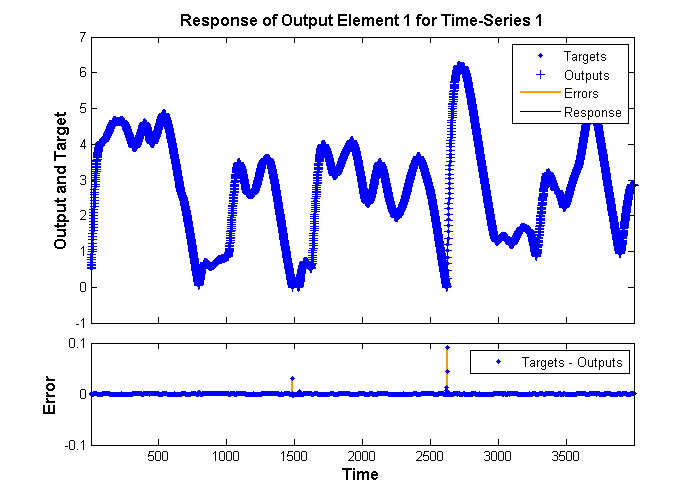 Response of Output Element 1 for Time-Series 1
7
6
5
4
3
2
1
0
-1
Output and Target
Targets
Outputs
Errors
Response
0.1
0
-0.1
Error
Targets - Outputs
500
1000
1500
2000
2500
3000
3500
Time